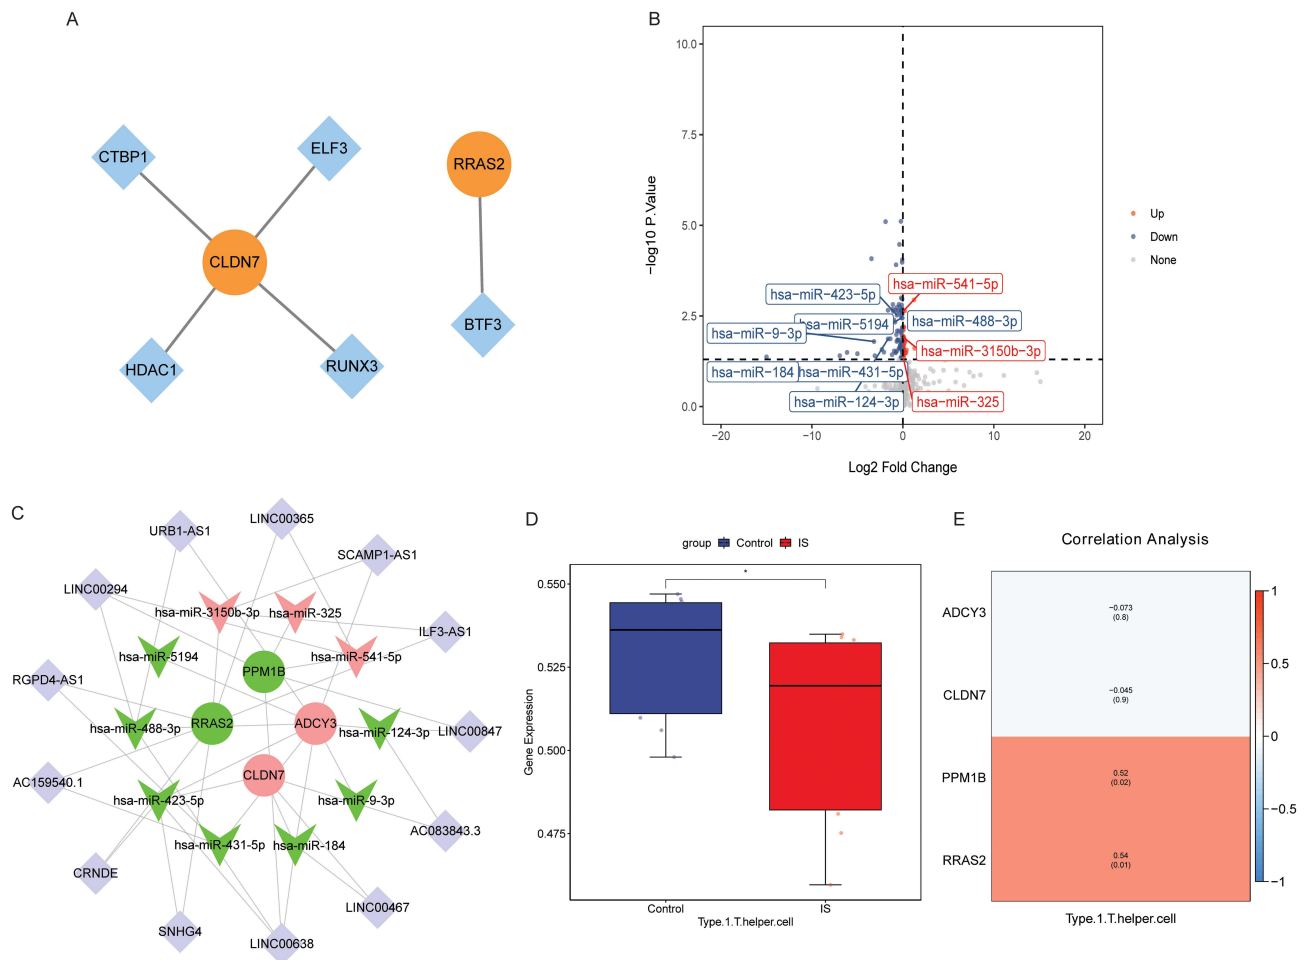 A
CTBP1
ELF3
CLDN7
HDAC1
RUNX3
RRAS2
BTF3
B
−log10 P.Value
10.0
7.5
5.0
2.5
0.0
hsa−miR−541−5p
hsa−miR−423−5p
hsa−miR−5194
hsa−miR−488−3p
hsa−miR−9−3p
hsa−miR−3150b−3p
hsa−miR−184
hsa−miR−431−5p
hsa−miR−124−3p
hsa−miR−325
−20
−10
0
10
20
Log2 Fold Change
Up
Down
None
C
LINC00365
URB1-AS1
SCAMP1-AS1
LINC00294
hsa-miR-3150b-3p
hsa-miR-325
ILF3-AS1
hsa-miR-5194
hsa-miR-541-5p
PPM1B
RGPD4-AS1
RRAS2
ADCY3
hsa-miR-488-3p
hsa-miR-124-3p
LINC00847
CLDN7
AC159540.1
hsa-miR-423-5p
hsa-miR-9-3p
AC083843.3
hsa-miR-431-5p
hsa-miR-184
CRNDE
LINC00467
SNHG4
LINC00638
D
group
Control
IS
Gene Expression
0.550
0.525
0.500
0.475
*
Control
IS
Type.1.T.helper.cell
E
Correlation Analysis
ADCY3
−0.073
(0.8)
CLDN7
−0.045
(0.9)
PPM1B
0.52
(0.02)
RRAS2
0.54
(0.01)
Type.1.T.helper.cell
1
0.5
0
−0.5
−1